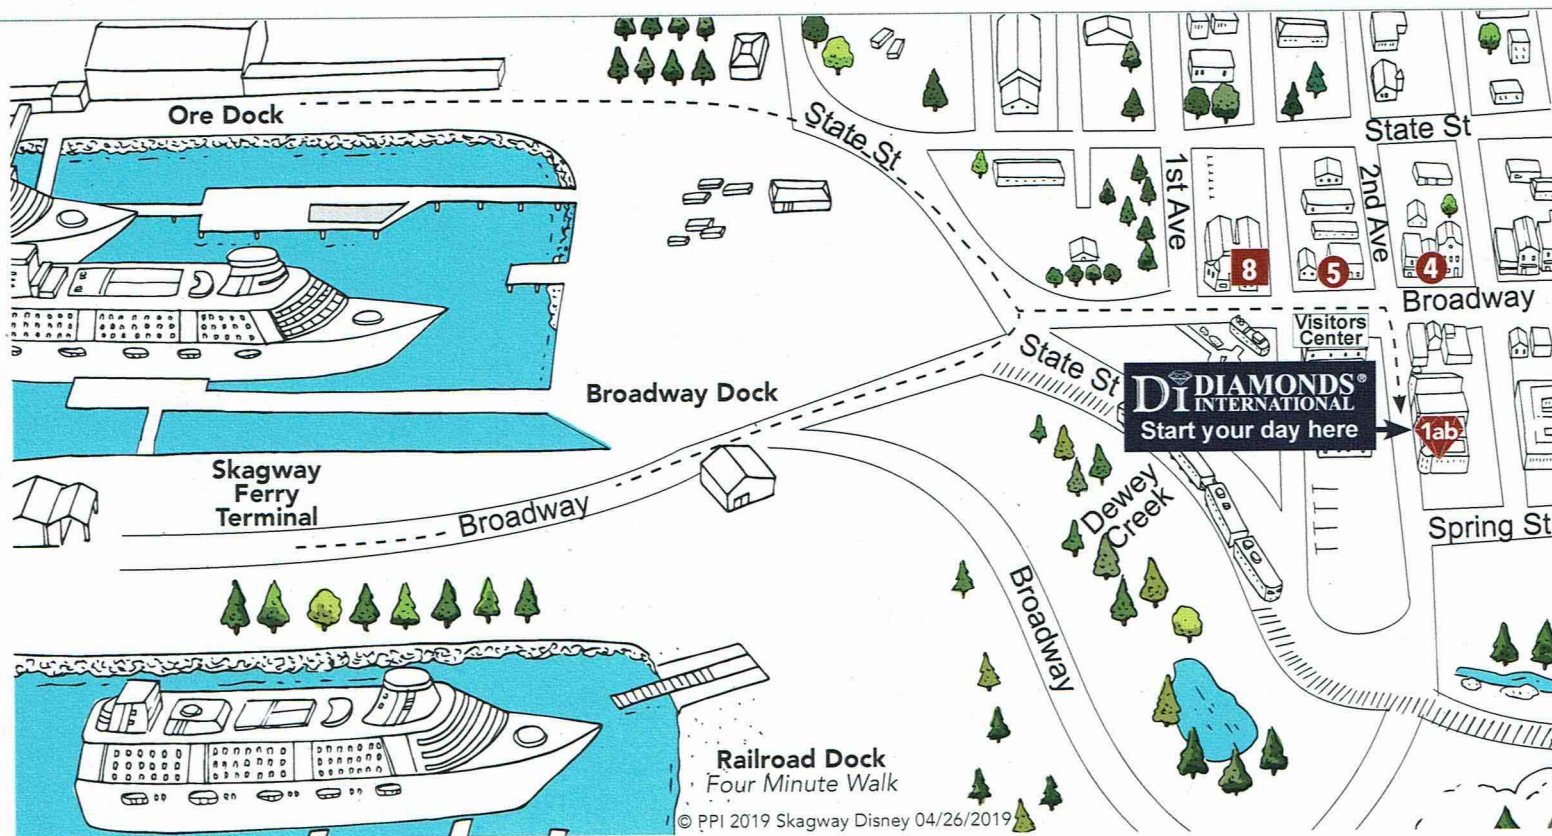 Ore Dock
State St
State St
1st Ave
2nd Ave
8
5
4
Broadway
Visitors
Center
State St
Di DIAMONDS®
INTERNATIONAL
Start your day here
1ab
Broadway Dock
Skagway
Ferry
Terminal
Broadway
Dewey
Creek
Spring St
Broadway
Railroad Dock
Four Minute Walk
© PPI 2019 Skagway Disney 04/26/2019